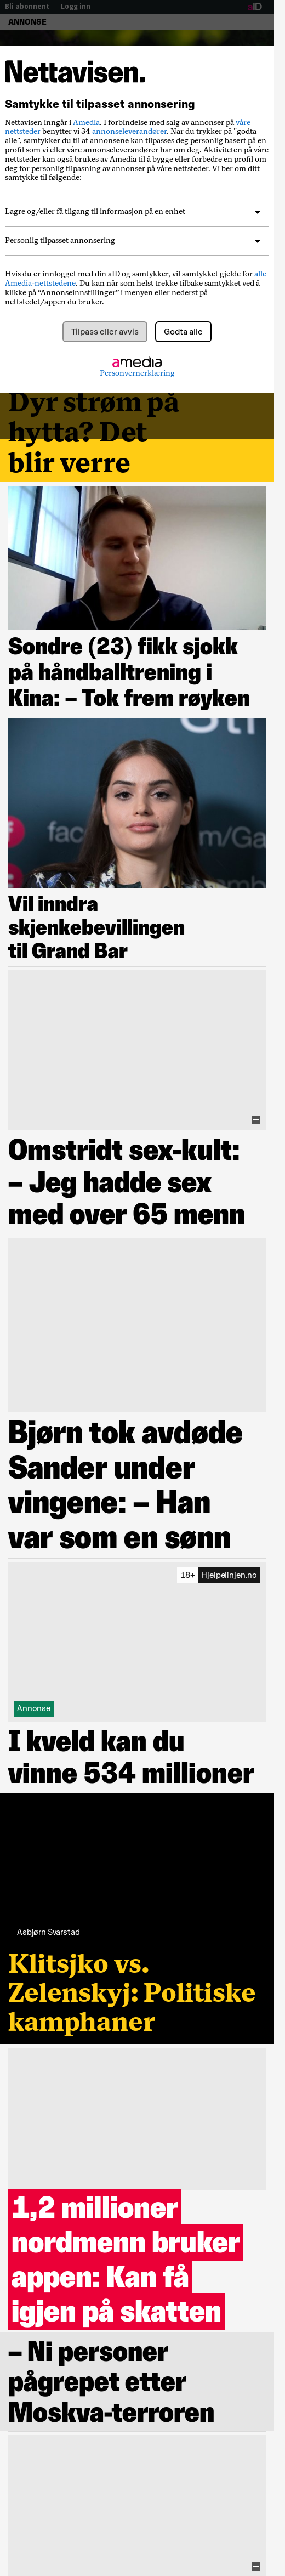 Bli abonnent | Logg inn
aID
ANNONSE
Nettavisen.
Samtykke til tilpasset annonsering
Nettavisen inngår i Amedia. I forbindelse med salg av annonser på våre
nettsteder benytter vi 34 annonseleverandører. Når du trykker på "godta
alle", samtykker du til at annonsene kan tilpasses deg personlig basert på en
profil som vi eller våre annonseleverandører har om deg. Aktiviteten på våre
nettsteder kan også brukes av Amedia til å bygge eller forbedre en profil om
deg for personlig tilpasning av annonser på våre nettsteder. Vi ber om ditt
samtykke til følgende:
Lagre og/eller få tilgang til informasjon på en enhet
Personlig tilpasset annonsering
Hvis du er innlogget med din aID og samtykker, vil samtykket gjelde for alle
Amedia-nettstedene. Du kan når som helst trekke tilbake samtykket ved å
klikke på “Annonseinnstillinger” i menyen eller nederst på
nettstedet/appen du bruker.
Tilpass eller avvis
Godta alle
amedia
Personvernerklæring
Dyr strøm på
hytta? Det
blir verre
Sondre (23) fikk sjokk
på håndballtrening i
Kina: – Tok frem røyken
Vil inndra
skjenkebevillingen
til Grand Bar
Omstridt sex-kult:
– Jeg hadde sex
med over 65 menn
Bjørn tok avdøde
Sander under
vingene: – Han
var som en sønn
18+ Hjelpelinjen.no
Annonse
I kveld kan du
vinne 534 millioner
Asbjørn Svarstad
Klitsjko vs.
Zelenskyj: Politiske
kamphaner
1,2 millioner
nordmenn bruker
appen: Kan få
igjen på skatten
– Ni personer
pågrepet etter
Moskva-terroren